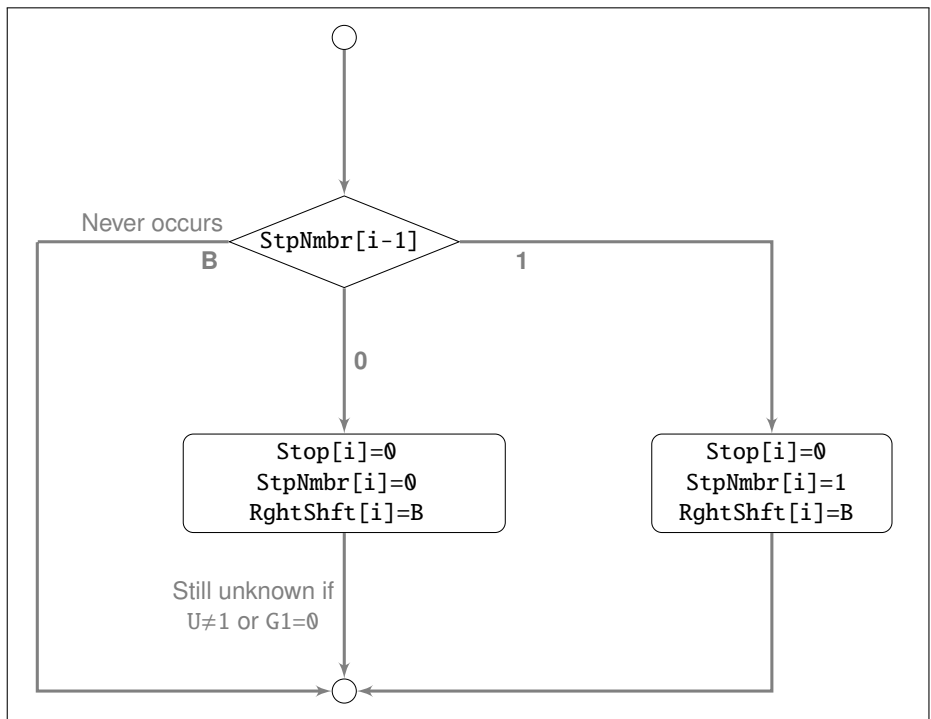 Never occurs
StpNmbr[i-1]
B
1
0
Stop[i]=0
StpNmbr[i]=0
RghtShft[i]=B
Stop[i]=0
StpNmbr[i]=1
RghtShft[i]=B
Still unknown if
U≠1 or G1=0